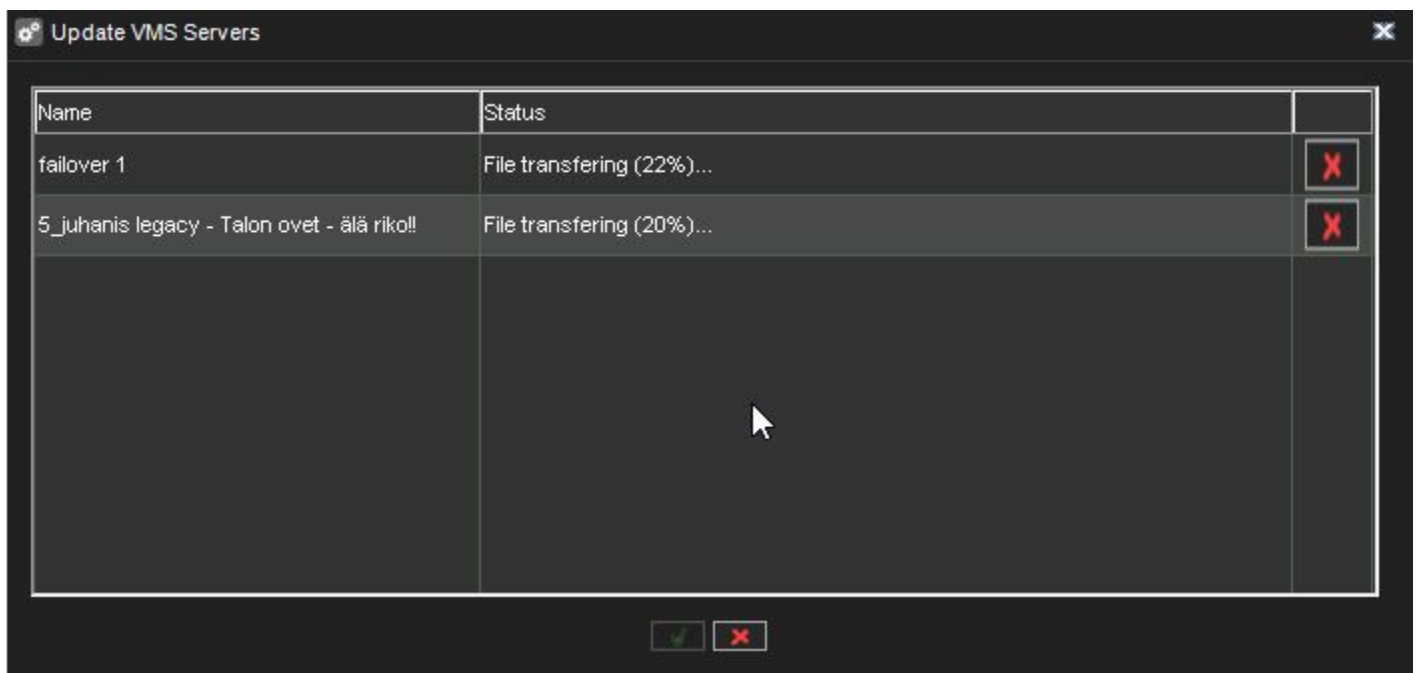 Update VMS Servers
Name Status
failover 1 File transfering (22%)...
5_juhanis legacy - Talon ovet - älä riko!! File transfering (20%)...